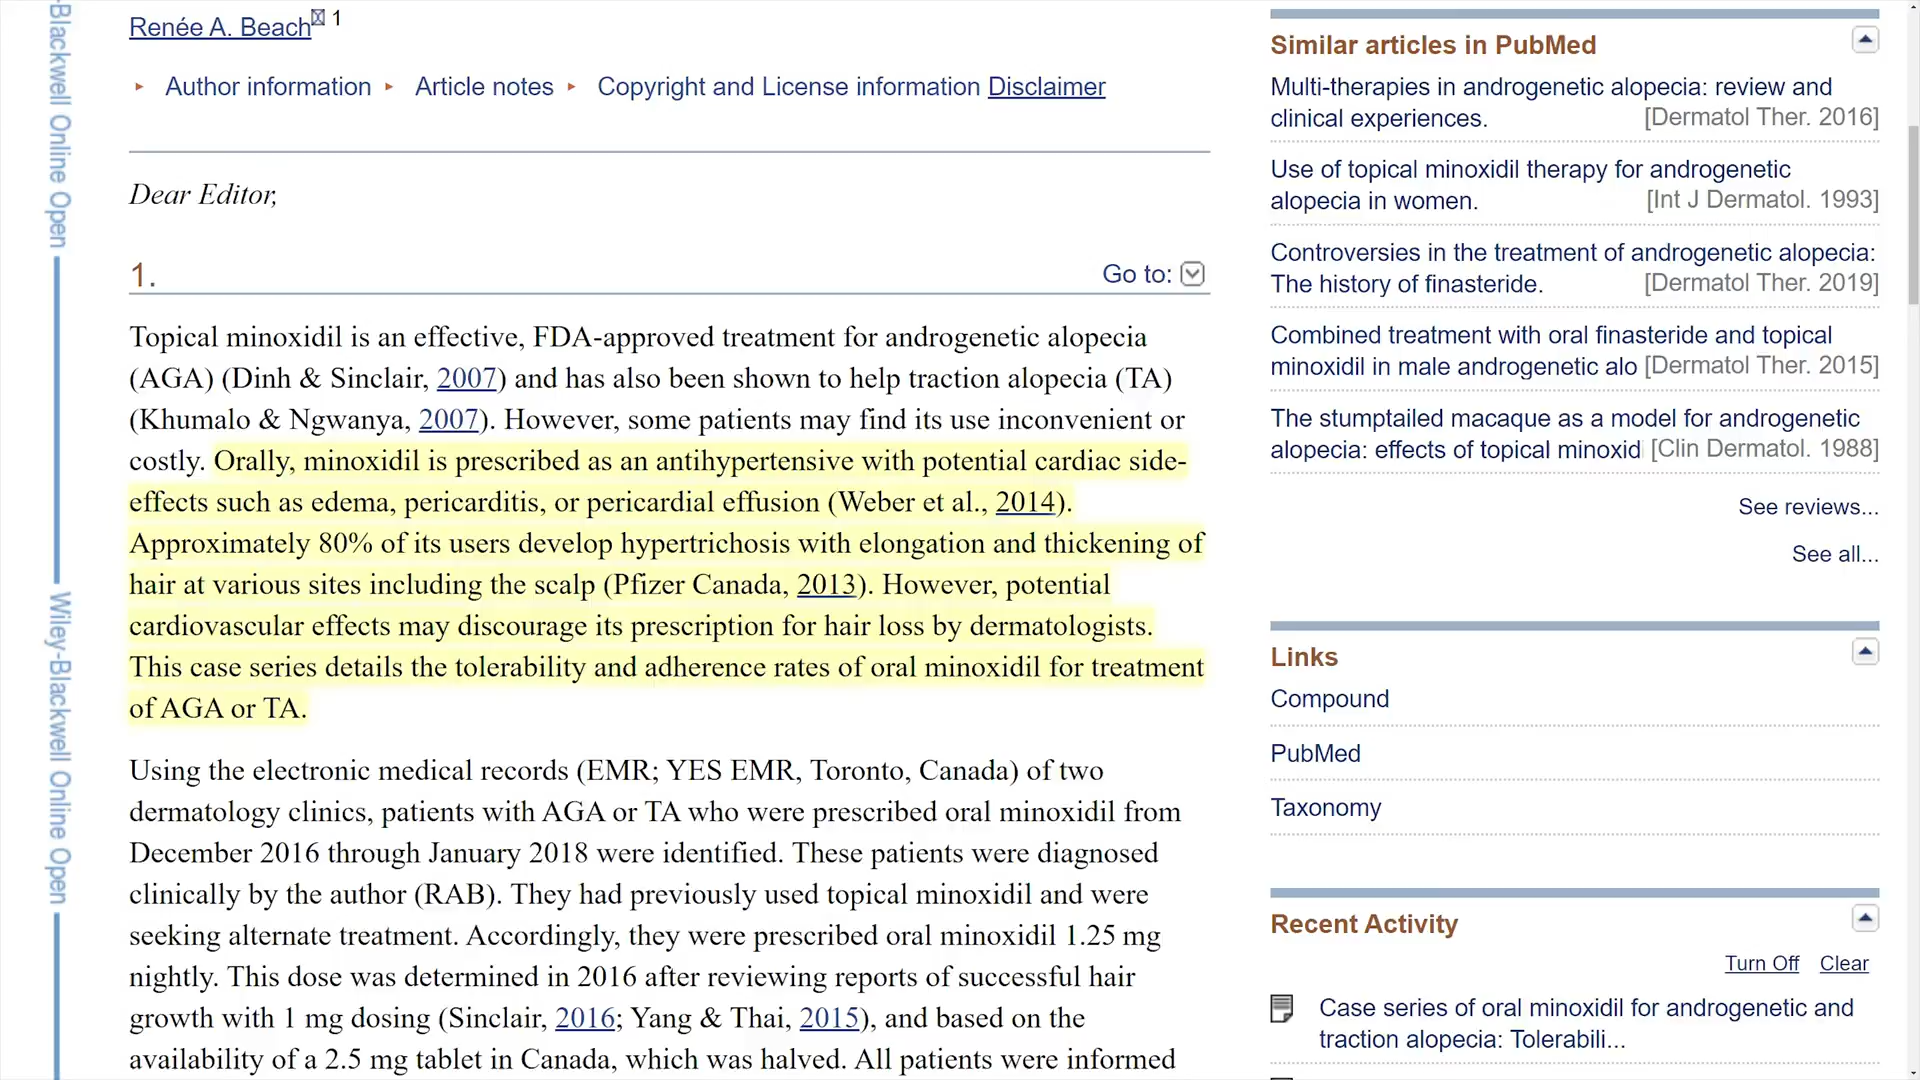 -Blackwell Online Open
Wiley-Blackwell Online Open
Renée A. Beach 1
Author information Article notes Copyright and License information Disclaimer
Dear Editor,
1.
Go to:
Topical minoxidil is an effective, FDA-approved treatment for androgenetic alopecia
(AGA) (Dinh & Sinclair, 2007) and has also been shown to help traction alopecia (TA)
(Khumalo & Ngwanya, 2007). However, some patients may find its use inconvenient or
costly. Orally, minoxidil is prescribed as an antihypertensive with potential cardiac side-
effects such as edema, pericarditis, or pericardial effusion (Weber et al., 2014).
Approximately 80% of its users develop hypertrichosis with elongation and thickening of
hair at various sites including the scalp (Pfizer Canada, 2013). However, potential
cardiovascular effects may discourage its prescription for hair loss by dermatologists.
This case series details the tolerability and adherence rates of oral minoxidil for treatment
of AGA or TA.
Using the electronic medical records (EMR; YES EMR, Toronto, Canada) of two
dermatology clinics, patients with AGA or TA who were prescribed oral minoxidil from
December 2016 through January 2018 were identified. These patients were diagnosed
clinically by the author (RAB). They had previously used topical minoxidil and were
seeking alternate treatment. Accordingly, they were prescribed oral minoxidil 1.25 mg
nightly. This dose was determined in 2016 after reviewing reports of successful hair
growth with 1 mg dosing (Sinclair, 2016; Yang & Thai, 2015), and based on the
availability of a 2.5 mg tablet in Canada, which was halved. All patients were informed
Similar articles in PubMed
Multi-therapies in androgenetic alopecia: review and
clinical experiences. [Dermatol Ther. 2016]
Use of topical minoxidil therapy for androgenetic
alopecia in women. [Int J Dermatol. 1993]
Controversies in the treatment of androgenetic alopecia:
The history of finasteride. [Dermatol Ther. 2019]
Combined treatment with oral finasteride and topical
minoxidil in male androgenetic alo [Dermatol Ther. 2015]
The stumptailed macaque as a model for androgenetic
alopecia: effects of topical minoxid [Clin Dermatol. 1988]
See reviews...
See all...
Links
Compound
PubMed
Taxonomy
Recent Activity
Turn Off Clear
Case series of oral minoxidil for androgenetic and
traction alopecia: Tolerabili...